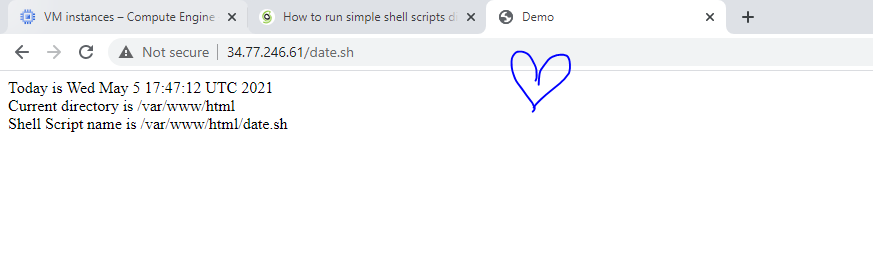 VM instances – Compute Engine
How to run simple shell scripts di
Demo
Not secure
34.77.246.61/date.sh
Today is Wed May 5 17:47:12 UTC 2021
Current directory is /var/www/html
Shell Script name is /var/www/html/date.sh